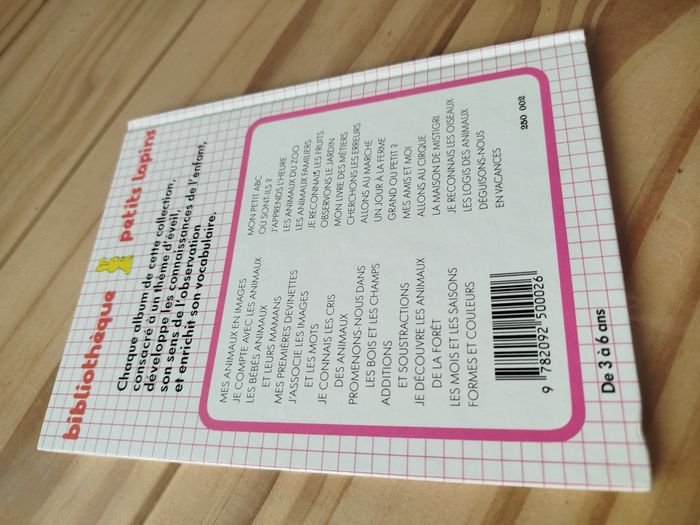 bibliothèque petits lapins
Chaque album de cette collection,
consacré à un thème d'éveil,
développe les connaissances de l'enfant,
son sens de l'observation
et enrichit son vocabulaire.
MES ANIMAUX EN IMAGES
JE COMPTE AVEC LES ANIMAUX
LES BÉBÉS ANIMAUX
ET LEURS MAMANS
MES PREMIÈRES DEVINETTES
J'ASSOCIE LES IMAGES
ET LES MOTS
JE CONNAIS LES CRIS
DES ANIMAUX
PROMENONS-NOUS DANS
LES BOIS ET LES CHAMPS
ADDITIONS
ET SOUSTRACTIONS
JE DÉCOUVRE LES ANIMAUX
DE LA FORÊT
LES MOIS ET LES SAISONS
FORMES ET COULEURS
MON PETIT ABC
OÙ SONT-ILS ?
J'APPRENDS L'HEURE
LES ANIMAUX DU ZOO
LES ANIMAUX FAMILIERS
JE RECONNAIS LES FRUITS
OBSERVONS LE JARDIN
MON LIVRE DES MÉTIERS
CHERCHONS LES ERREURS
ALLONS AU MARCHÉ
UN JOUR À LA FERME
GRAND OU PETIT ?
MES AMIS ET MOI
ALLONS AU CIRQUE
LA MAISON DE MISTIGRI
JE RECONNAIS LES OISEAUX
LES LOGIS DES ANIMAUX
DÉGUISONS-NOUS
EN VACANCES
9 782092 500026
250 002
De 3 à 6 ans